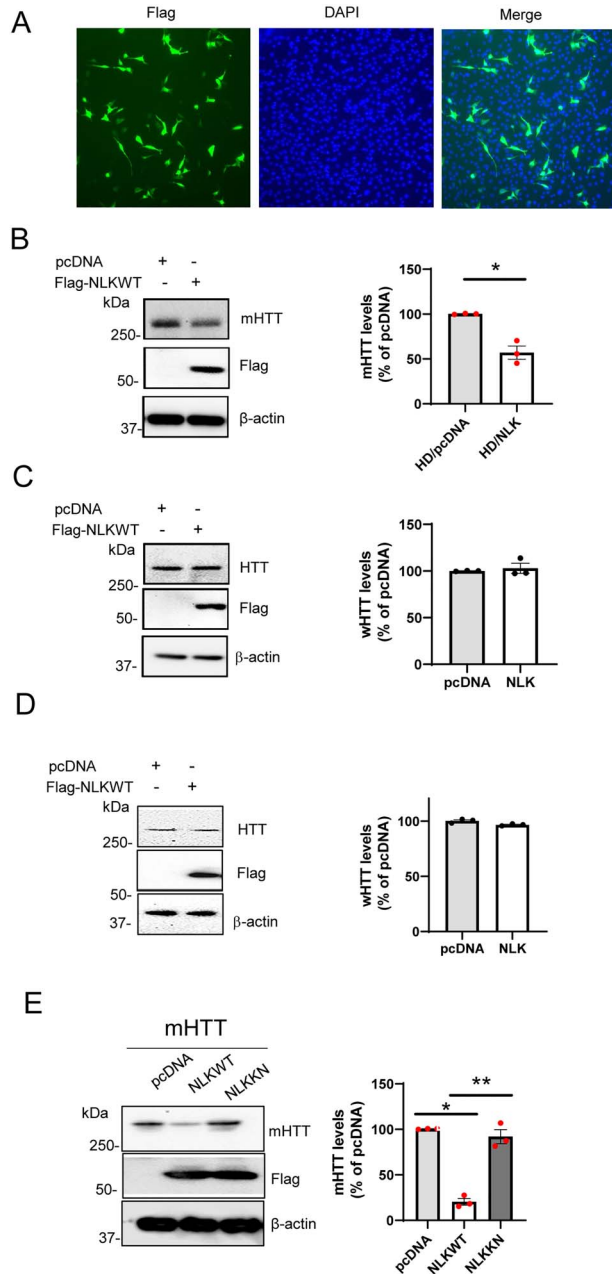 A
Flag DAPI Merge
B
pcDNA + -
Flag-NLKWT - +
kDa
250-
mHTT
50-
Flag
37-
β-actin
mHTT levels
(% of pcDNA)
150
100
50
0
*
HD/pcDNA
HD/NLK
C
pcDNA + -
Flag-NLKWT - +
kDa
250-
HTT
50-
Flag
37-
β-actin
wHTT levels
(% of pcDNA)
150
100
50
0
pcDNA NLK
D
pcDNA + -
Flag-NLKWT - +
kDa
250-
HTT
50-
Flag
37-
β-actin
wHTT levels
(% of pcDNA)
150
100
50
0
pcDNA NLK
E
mHTT
pcDNA
NLKWT
NLKKN
kDa
250-
mHTT
50-
Flag
37-
β-actin
mHTT levels
(% of pcDNA)
150
100
50
0
*
**
pcDNA
NLKWT
NLKKN